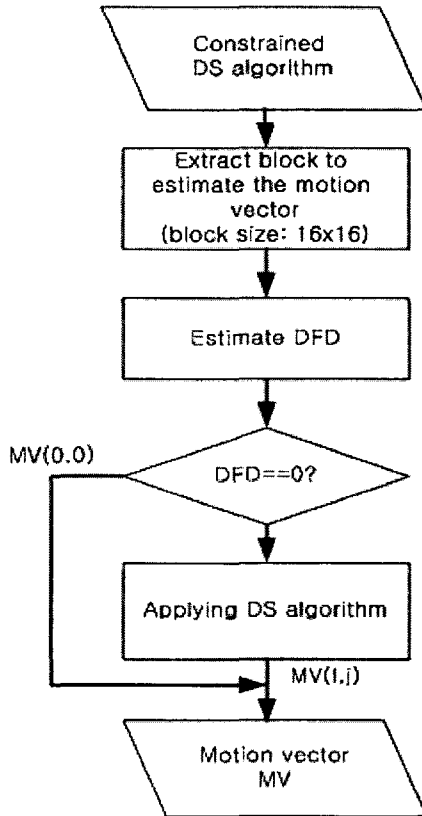 Constrained
DS algorithm
Extract block to
estimate the motion
vector
(block size: 16x16)
Estimate DFD
MV(0.0)
DFD==0?
Applying DS algorithm
MV(i.j)
Motion vector
MV